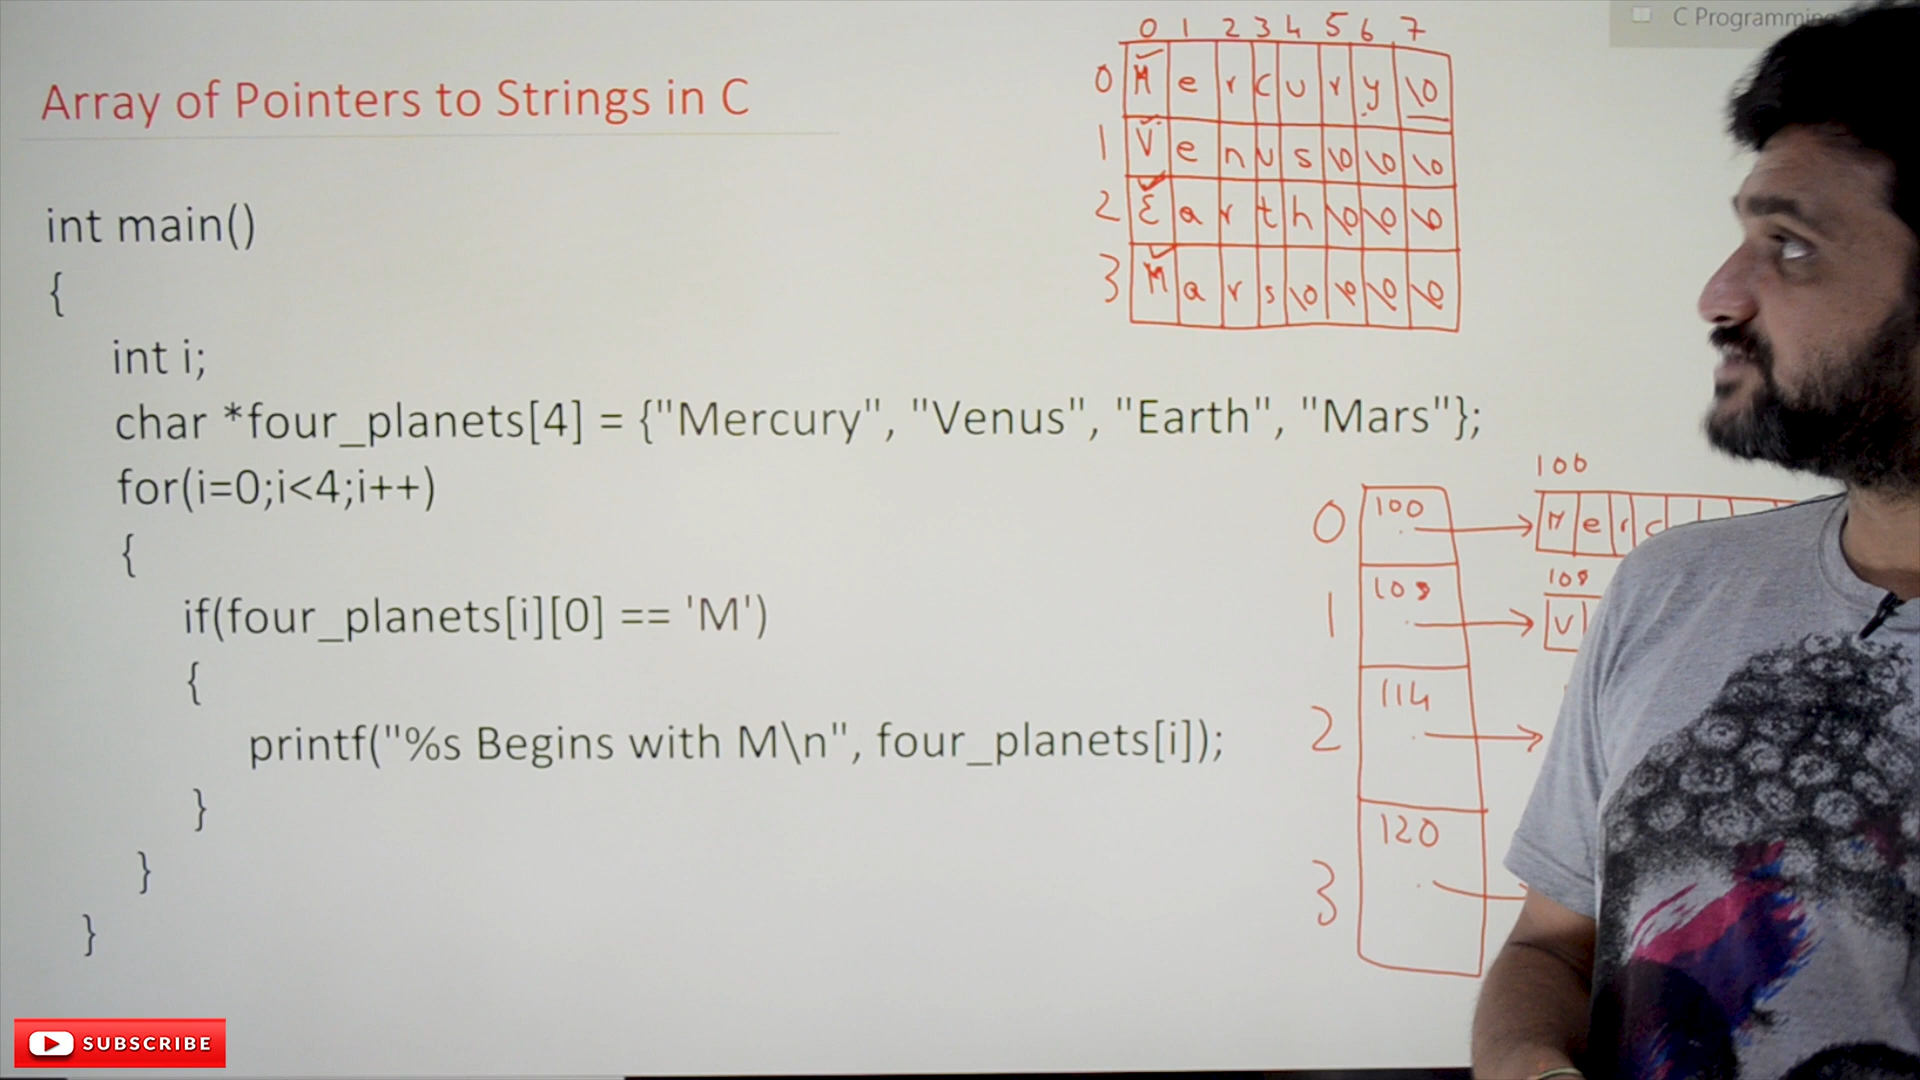 C Programming
Array of Pointers to Strings in C
int main()
{
int i;
char *four_planets[4] = {"Mercury", "Venus", "Earth", "Mars"};
for(i=0;i<4;i++)
{
if(four_planets[i][0] == 'M')
{
printf("%s Begins with M\n", four_planets[i]);
}
}
}
0 1 2 3 4 5 6 7
0 M e r c u r y \0
1 V e n u s \0 \0 \0
2 E a r t h \0 \0 \0
3 M a r s \0 \0 \0 \0
100
0 100 M e r c
108
1 108 V
2 114
3 120
SUBSCRIBE